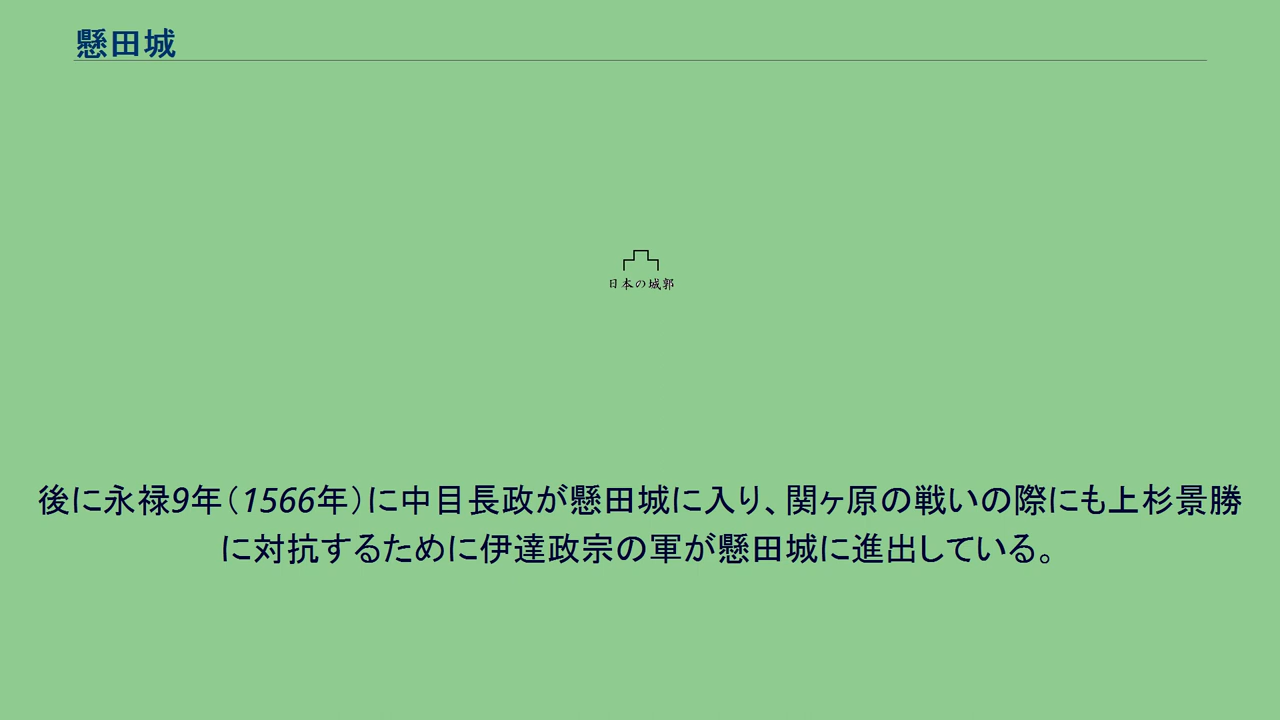 懸田城
日本の城郭
後に永禄9年（1566年）に中目長政が懸田城に入り、関ヶ原の戦いの際にも上杉景勝
に対抗するために伊達政宗の軍が懸田城に進出している。